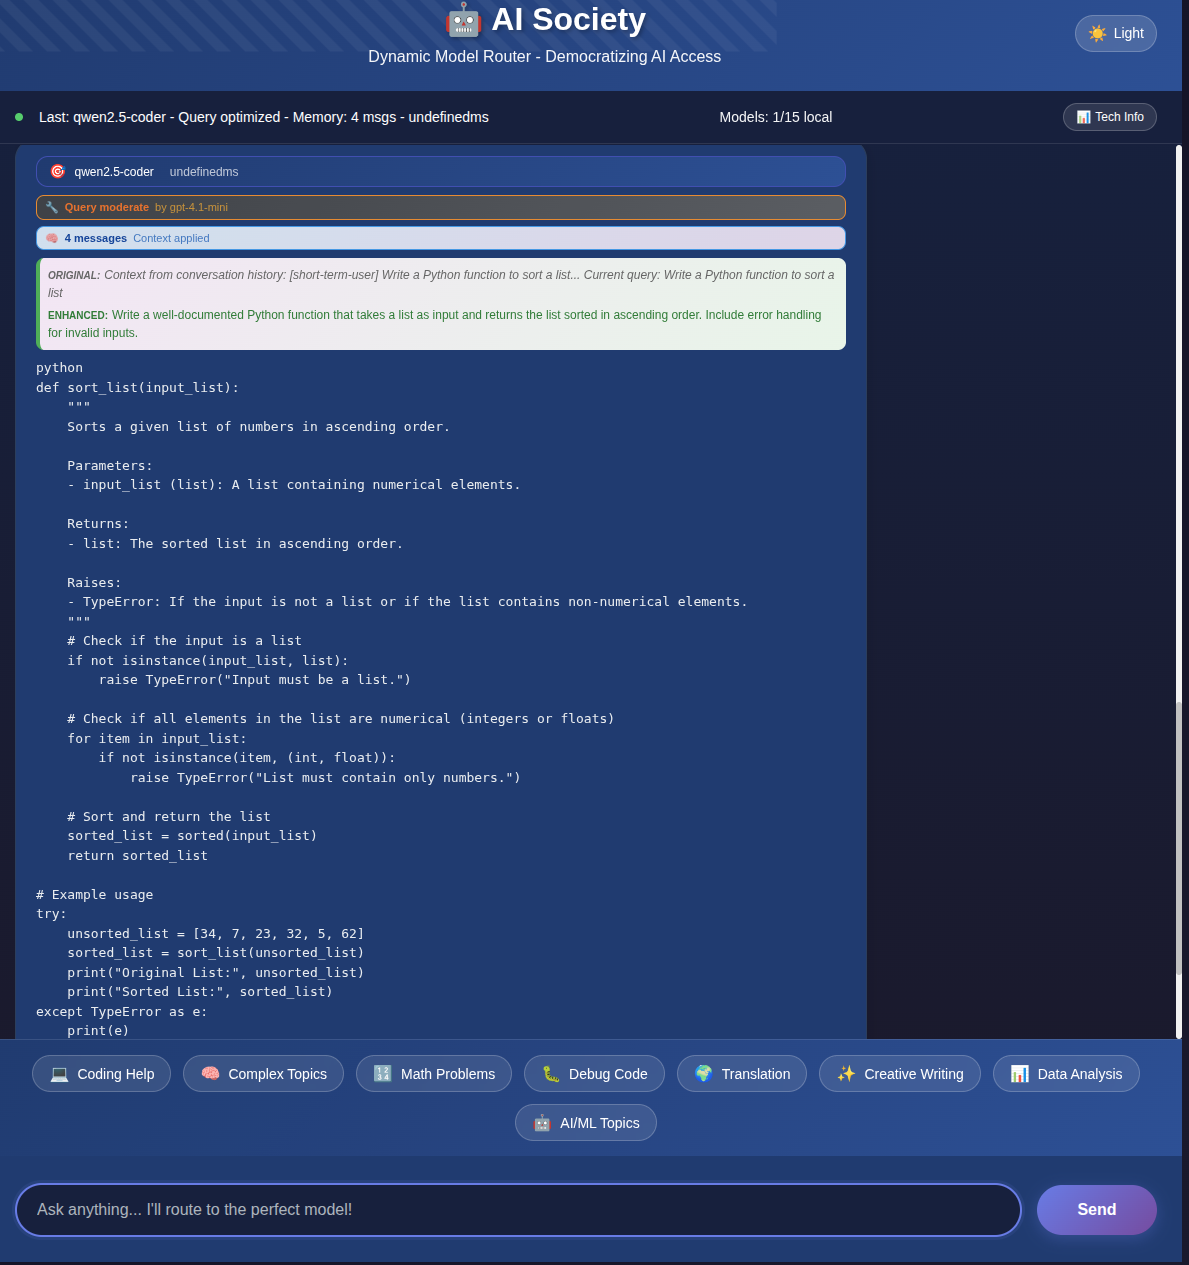 AI Society
Dynamic Model Router - Democratizing AI Access
Light
Last: qwen2.5-coder - Query optimized - Memory: 4 msgs - undefinedms
Models: 1/15 local
Tech Info
qwen2.5-coder undefinedms
Query moderate by gpt-4.1-mini
4 messages Context applied
ORIGINAL: Context from conversation history: [short-term-user] Write a Python function to sort a list... Current query: Write a Python function to sort a
list
ENHANCED: Write a well-documented Python function that takes a list as input and returns the list sorted in ascending order. Include error handling
for invalid inputs.
python
def sort_list(input_list):
    """
    Sorts a given list of numbers in ascending order.

    Parameters:
    - input_list (list): A list containing numerical elements.

    Returns:
    - list: The sorted list in ascending order.

    Raises:
    - TypeError: If the input is not a list or if the list contains non-numerical elements.
    """
    # Check if the input is a list
    if not isinstance(input_list, list):
        raise TypeError("Input must be a list.")

    # Check if all elements in the list are numerical (integers or floats)
    for item in input_list:
        if not isinstance(item, (int, float)):
            raise TypeError("List must contain only numbers.")

    # Sort and return the list
    sorted_list = sorted(input_list)
    return sorted_list

# Example usage
try:
    unsorted_list = [34, 7, 23, 32, 5, 62]
    sorted_list = sort_list(unsorted_list)
    print("Original List:", unsorted_list)
    print("Sorted List:", sorted_list)
except TypeError as e:
    print(e)
Coding Help
Complex Topics
Math Problems
Debug Code
Translation
Creative Writing
Data Analysis
AI/ML Topics
Ask anything... I'll route to the perfect model!
Send